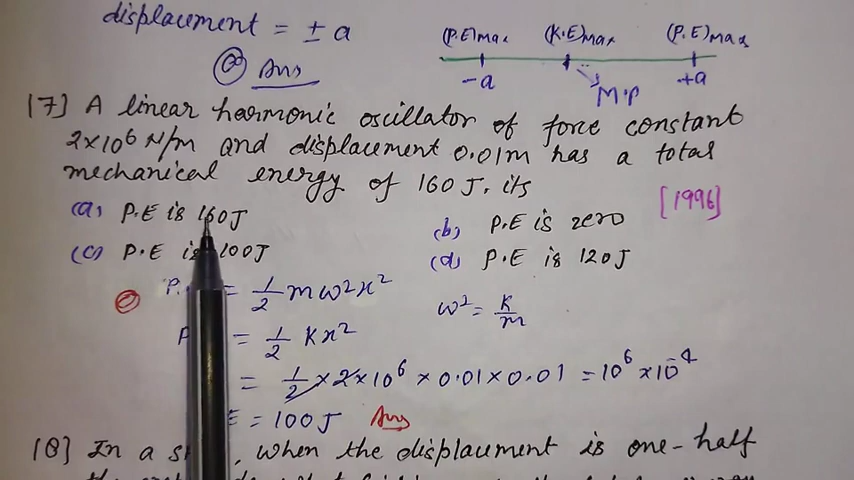 displacement = ± a
(P.E)max (K.E)max (P.E)max
-a M.P +a
@ Ans
17] A linear harmonic oscillator of force constant
2×10⁶ N/m and displacement 0.01m has a total
mechanical energy of 160 J. its
[1996]
(a) P.E is 160J (b) P.E is zero
(c) P.E is 100J (d) P.E is 120J
P. = 1/2 mω²x² ω² = K/m
P = 1/2 Kx²
= 1/2 × 2×10⁶ × 0.01×0.01 = 10⁶ × 10⁻⁴
E = 100J Ans
18] In a , when the displacement is one-half